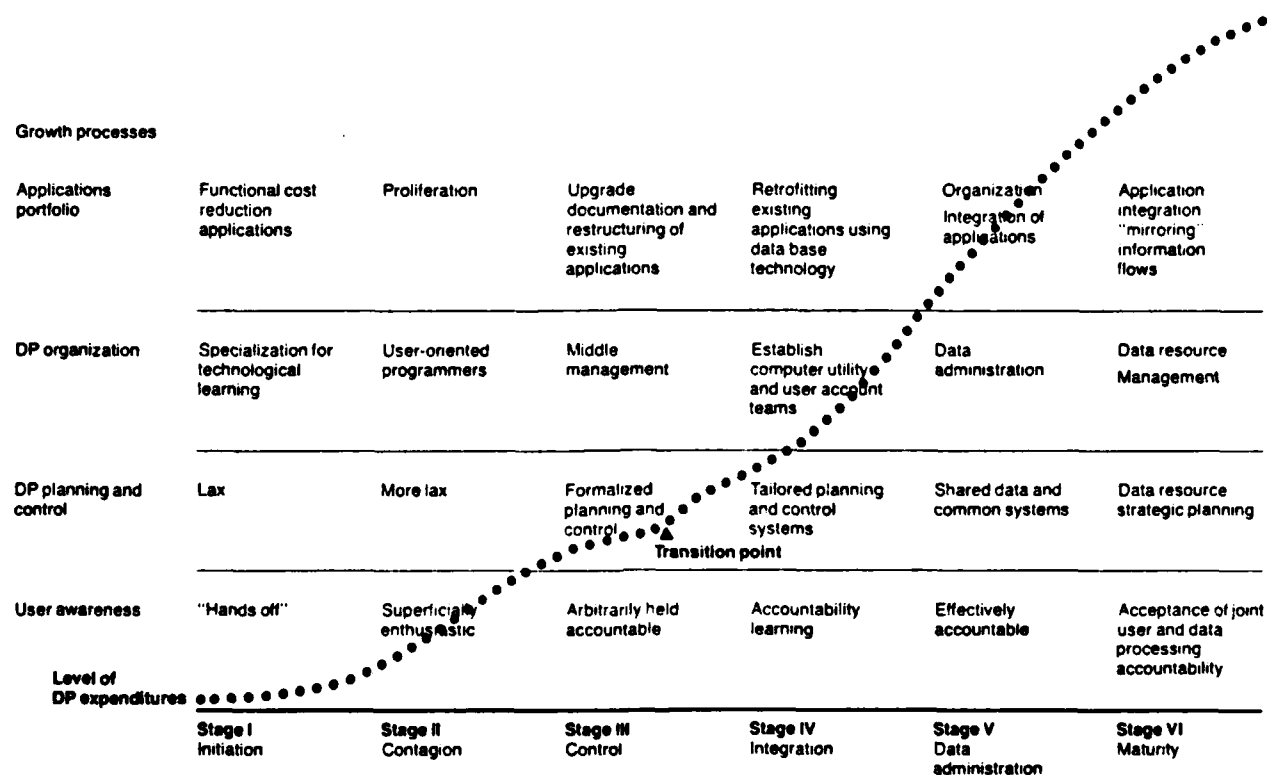 Growth processes
Applications
portfolio
Functional cost
reduction
applications
Proliferation
Upgrade
documentation and
restructuring of
existing
applications
Retrofitting
existing
applications using
data base
technology
Organization
Integration of
applications
Application
integration
"mirroring"
information
flows
DP organization
Specialization for
technological
learning
User-oriented
programmers
Middle
management
Establish
computer utility
and user account
teams
Data
administration
Data resource
Management
DP planning and
control
Lax
More lax
Formalized
planning and
control
Tailored planning
and control
systems
Shared data and
common systems
Data resource
strategic planning
Transition point
User awareness
"Hands off"
Superficially
enthusiastic
Arbitrarily held
accountable
Accountability
learning
Effectively
accountable
Acceptance of joint
user and data
processing
accountability
Level of
DP expenditures
Stage I
Initiation
Stage II
Contagion
Stage III
Control
Stage IV
Integration
Stage V
Data
administration
Stage VI
Maturity